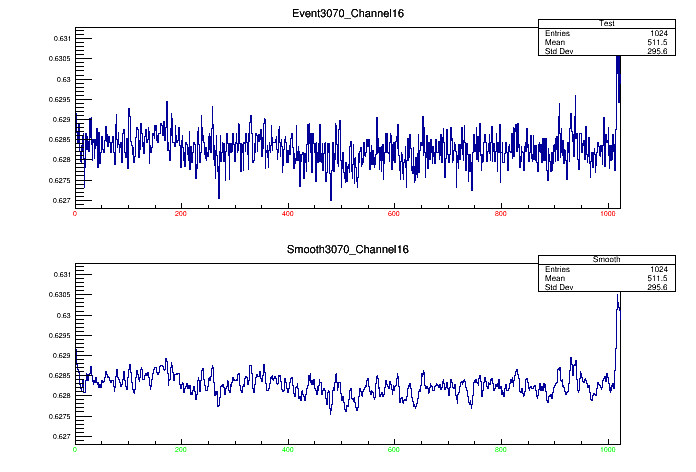 Event3070_Channel16
Test
Entries 1024
Mean 511.5
Std Dev 295.6
0.631
0.6305
0.63
0.6295
0.629
0.6285
0.628
0.6275
0.627
0 200 400 600 800 1000
Smooth3070_Channel16
Smooth
Entries 1024
Mean 511.5
Std Dev 295.6
0.631
0.6305
0.63
0.6295
0.629
0.6285
0.628
0.6275
0.627
0 200 400 600 800 1000